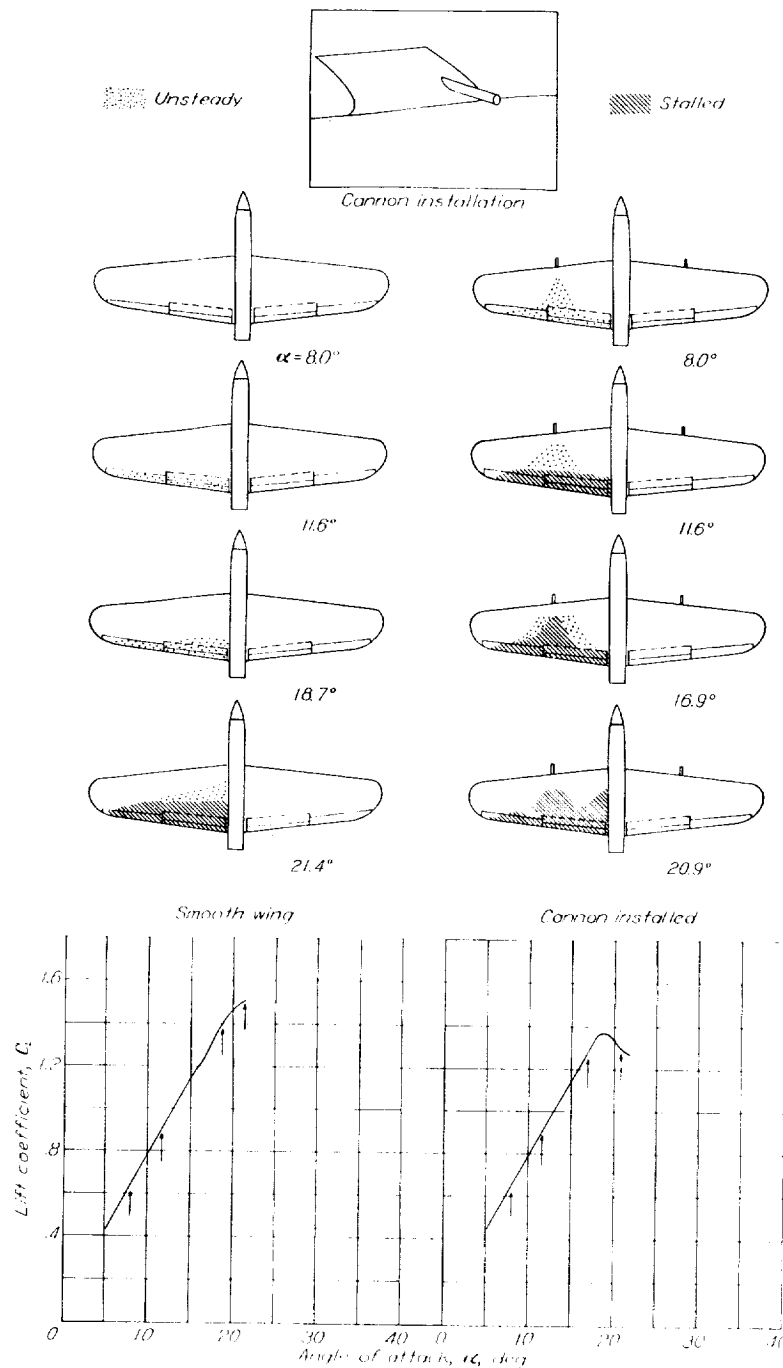 Unsteady
Stalled
Cannon installation
α = 8.0°
8.0°
11.6°
11.6°
18.7°
16.9°
21.4°
20.9°
Smooth wing
Cannon installed
1.6
1.2
.8
.4
Lift coefficient, C_L
0 10 20 30 40 0 10 20 30 40
Angle of attack, α, deg